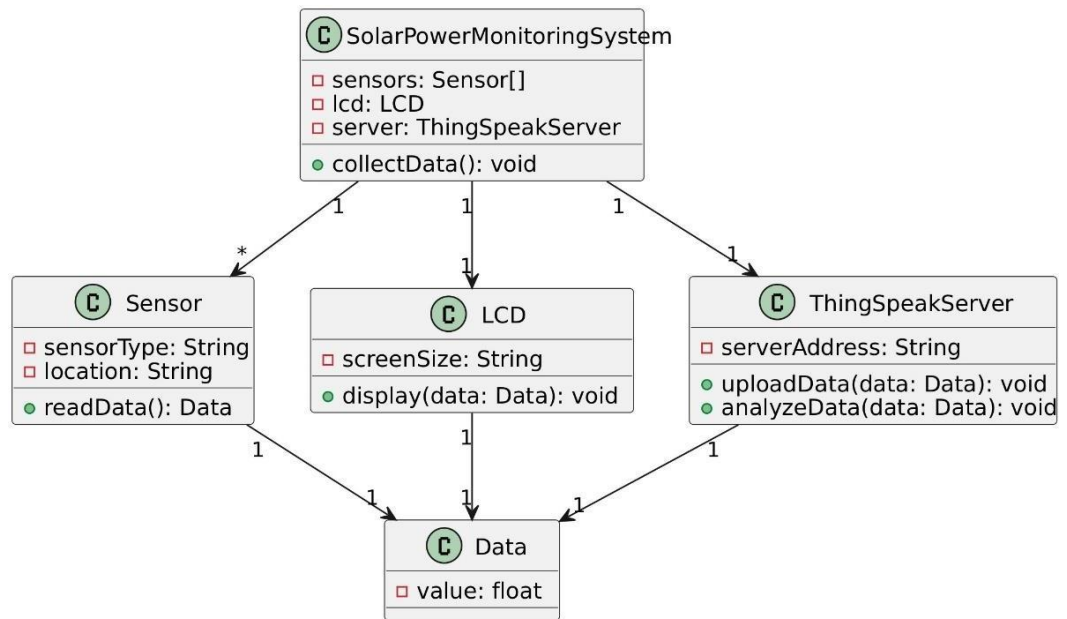 C SolarPowerMonitoringSystem
sensors: Sensor[]
lcd: LCD
server: ThingSpeakServer
collectData(): void
1
1
1
*
1
1
C Sensor
sensorType: String
location: String
readData(): Data
C LCD
screenSize: String
display(data: Data): void
C ThingSpeakServer
serverAddress: String
uploadData(data: Data): void
analyzeData(data: Data): void
1
1
1
1
1
1
C Data
value: float